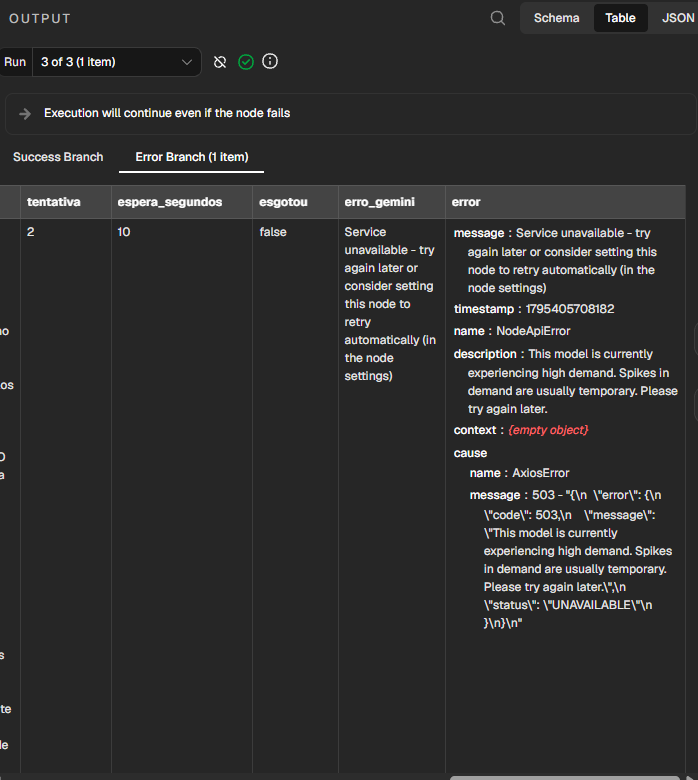 OUTPUT
Schema
Table
JSON
Run
3 of 3 (1 item)
Execution will continue even if the node fails
Success Branch
Error Branch (1 item)
tentativa
espera_segundos
esgotou
erro_gemini
error
2
10
false
Service
unavailable - try
again later or
consider setting
this node to
retry
automatically (in
the node
settings)
message : Service unavailable - try
again later or consider setting this
node to retry automatically (in the
node settings)
timestamp : 1795405708182
name : NodeApiError
description : This model is currently
experiencing high demand. Spikes in
demand are usually temporary. Please
try again later.
context : {empty object}
cause
name : AxiosError
message : 503 - "{\n  \"error\": {\n
\"code\": 503,\n    \"message\":
\"This model is currently
experiencing high demand. Spikes
in demand are usually temporary.
Please try again later.\",\n
\"status\": \"UNAVAILABLE\"\n
}\n}\n"